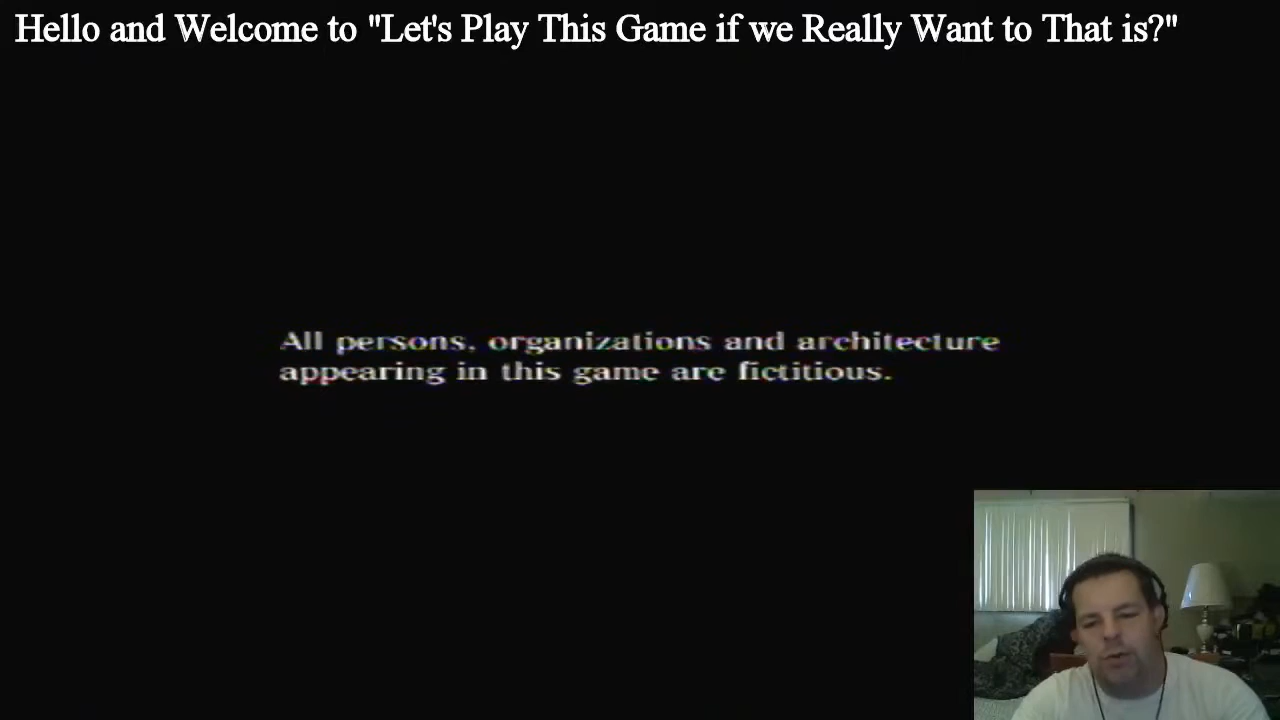 Hello and Welcome to "Let's Play This Game if we Really Want to That is?"
All persons, organizations and architecture
appearing in this game are fictitious.